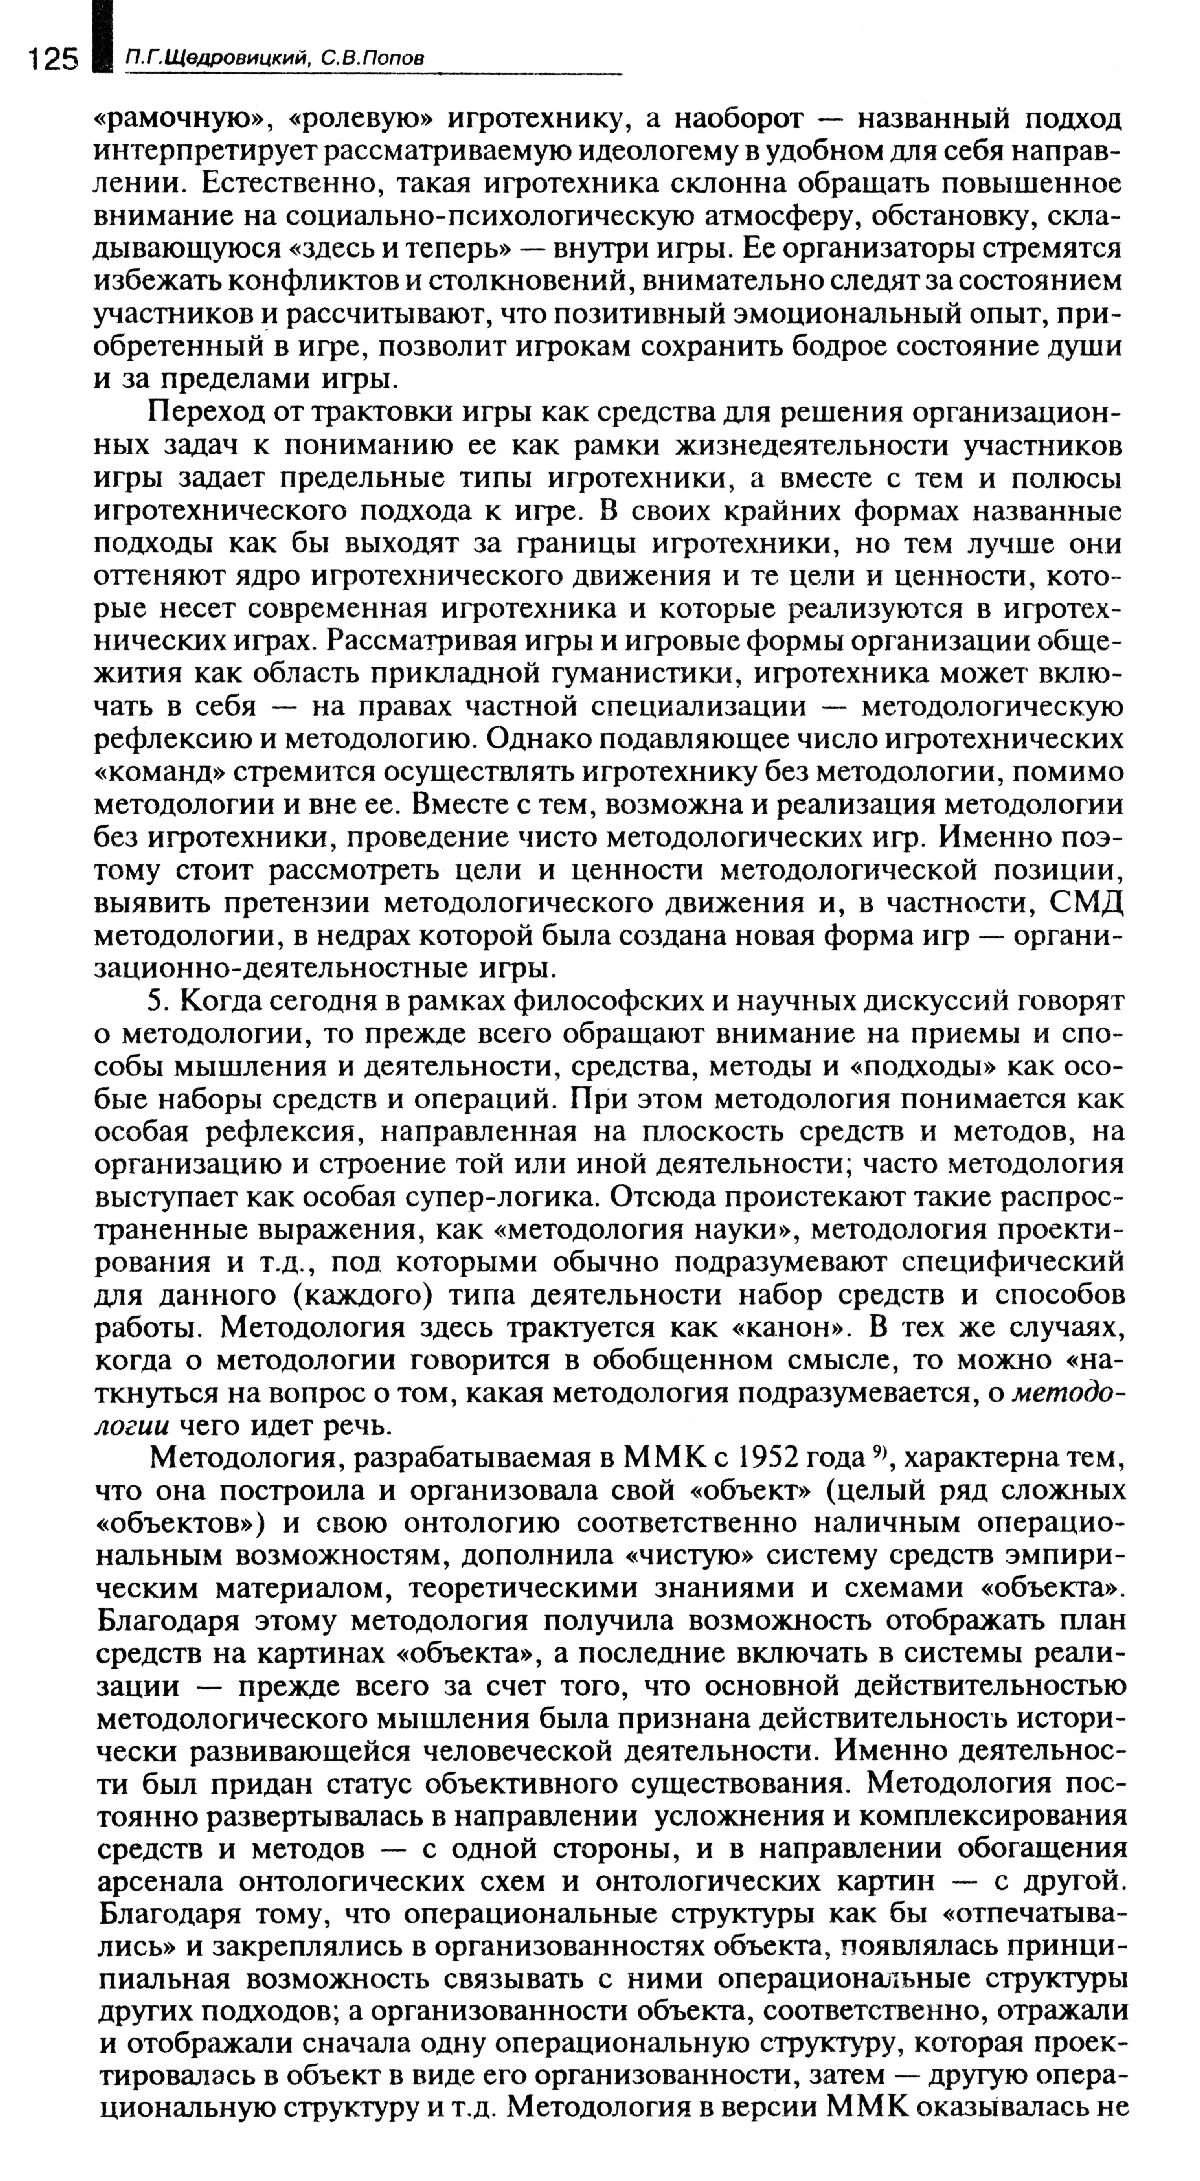 125 П.Г.Щедровицкий, С.В.Попов
«рамочную», «ролевую» игротехнику, а наоборот — названный подход
интерпретирует рассматриваемую идеологему в удобном для себя направ-
лении. Естественно, такая игротехника склонна обращать повышенное
внимание на социально-психологическую атмосферу, обстановку, скла-
дывающуюся «здесь и теперь» — внутри игры. Ее организаторы стремятся
избежать конфликтов и столкновений, внимательно следят за состоянием
участников и рассчитывают, что позитивный эмоциональный опыт, при-
обретенный в игре, позволит игрокам сохранить бодрое состояние души
и за пределами игры.
Переход от трактовки игры как средства для решения организацион-
ных задач к пониманию ее как рамки жизнедеятельности участников
игры задает предельные типы игротехники, а вместе с тем и полюсы
игротехнического подхода к игре. В своих крайних формах названные
подходы как бы выходят за границы игротехники, но тем лучше они
оттеняют ядро игротехнического движения и те цели и ценности, кото-
рые несет современная игротехника и которые реализуются в игротех-
нических играх. Рассматривая игры и игровые формы организации обще-
жития как область прикладной гуманистики, игротехника может вклю-
чать в себя — на правах частной специализации — методологическую
рефлексию и методологию. Однако подавляющее число игротехнических
«команд» стремится осуществлять игротехнику без методологии, помимо
методологии и вне ее. Вместе с тем, возможна и реализация методологии
без игротехники, проведение чисто методологических игр. Именно поэ-
тому стоит рассмотреть цели и ценности методологической позиции,
выявить претензии методологического движения и, в частности, СМД
методологии, в недрах которой была создана новая форма игр — органи-
зационно-деятельностные игры.
5. Когда сегодня в рамках философских и научных дискуссий говорят
о методологии, то прежде всего обращают внимание на приемы и спо-
собы мышления и деятельности, средства, методы и «подходы» как осо-
бые наборы средств и операций. При этом методология понимается как
особая рефлексия, направленная на плоскость средств и методов, на
организацию и строение той или иной деятельности; часто методология
выступает как особая супер-логика. Отсюда проистекают такие распрос-
траненные выражения, как «методология науки», методология проекти-
рования и т.д., под которыми обычно подразумевают специфический
для данного (каждого) типа деятельности набор средств и способов
работы. Методология здесь трактуется как «канон». В тех же случаях,
когда о методологии говорится в обобщенном смысле, то можно «на-
ткнуться на вопрос о том, какая методология подразумевается, о методо-
логии чего идет речь.
Методология, разрабатываемая в ММК с 1952 года ⁹⁾, характерна тем,
что она построила и организовала свой «объект» (целый ряд сложных
«объектов») и свою онтологию соответственно наличным операцио-
нальным возможностям, дополнила «чистую» систему средств эмпири-
ческим материалом, теоретическими знаниями и схемами «объекта».
Благодаря этому методология получила возможность отображать план
средств на картинах «объекта», а последние включать в системы реали-
зации — прежде всего за счет того, что основной действительностью
методологического мышления была признана действительность истори-
чески развивающейся человеческой деятельности. Именно деятельнос-
ти был придан статус объективного существования. Методология пос-
тоянно развертывалась в направлении усложнения и комплексирования
средств и методов — с одной стороны, и в направлении обогащения
арсенала онтологических схем и онтологических картин — с другой.
Благодаря тому, что операциональные структуры как бы «отпечатыва-
лись» и закреплялись в организованностях объекта, появлялась принци-
пиальная возможность связывать с ними операциональные структуры
других подходов; а организованности объекта, соответственно, отражали
и отображали сначала одну операциональную структуру, которая проек-
тировалась в объект в виде его организованности, затем — другую опера-
циональную структуру и т.д. Методология в версии ММК оказывалась не